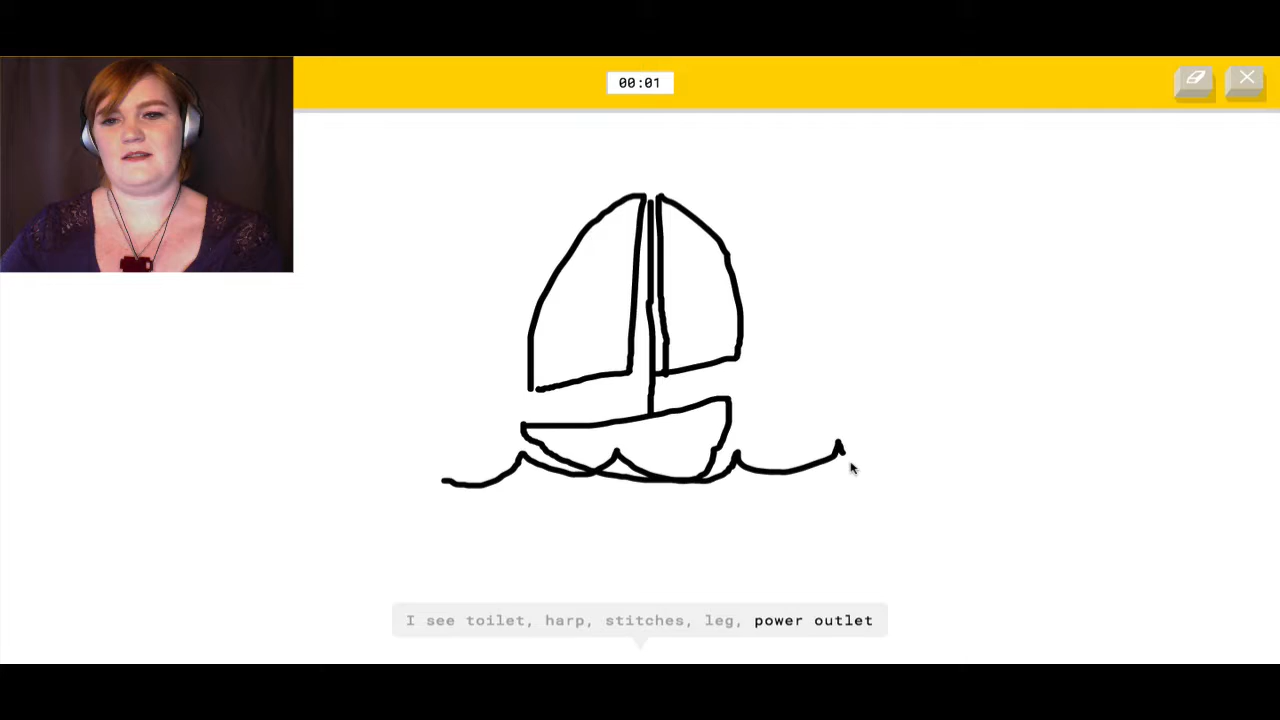 00:01
I see toilet, harp, stitches, leg, power outlet